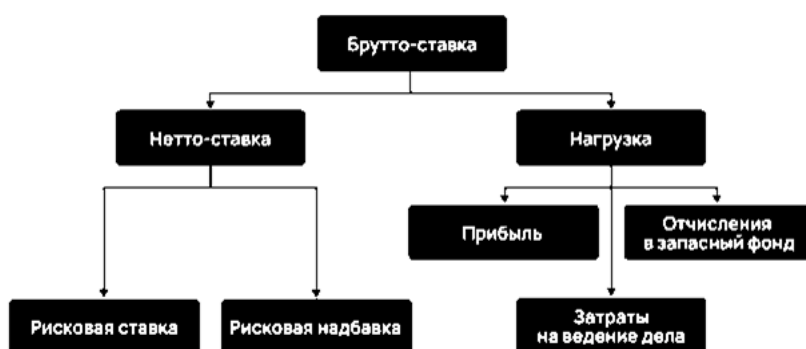 Брутто-ставка
Нетто-ставка
Нагрузка
Прибыль
Отчисления
в запасный фонд
Рисковая ставка
Рисковая надбавка
Затраты
на ведение дела